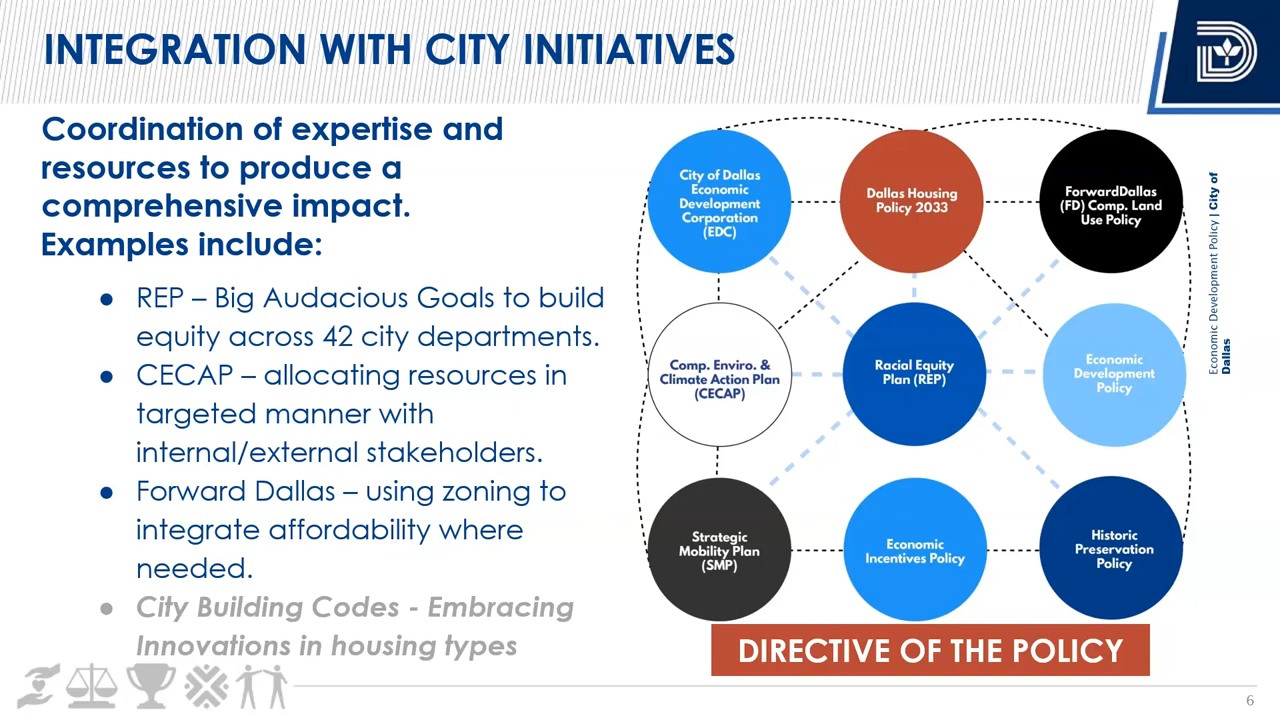 INTEGRATION WITH CITY INITIATIVES
Coordination of expertise and
resources to produce a
comprehensive impact.
Examples include:
● REP – Big Audacious Goals to build
equity across 42 city departments.
● CECAP – allocating resources in
targeted manner with
internal/external stakeholders.
● Forward Dallas – using zoning to
integrate affordability where
needed.
● City Building Codes - Embracing
Innovations in housing types
City of Dallas
Economic
Development
Corporation
(EDC)
Dallas Housing
Policy 2033
ForwardDallas
(FD) Comp. Land
Use Policy
Comp. Enviro. &
Climate Action Plan
(CECAP)
Racial Equity
Plan (REP)
Economic
Development
Policy
Strategic
Mobility Plan
(SMP)
Economic
Incentives Policy
Historic
Preservation
Policy
DIRECTIVE OF THE POLICY
Economic Development Policy | City of
Dallas
6